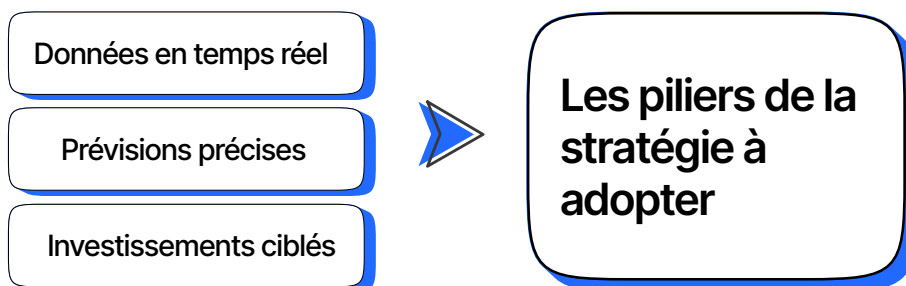 Données en temps réel
Prévisions précises
Investissements ciblés
Les piliers de la
stratégie à
adopter